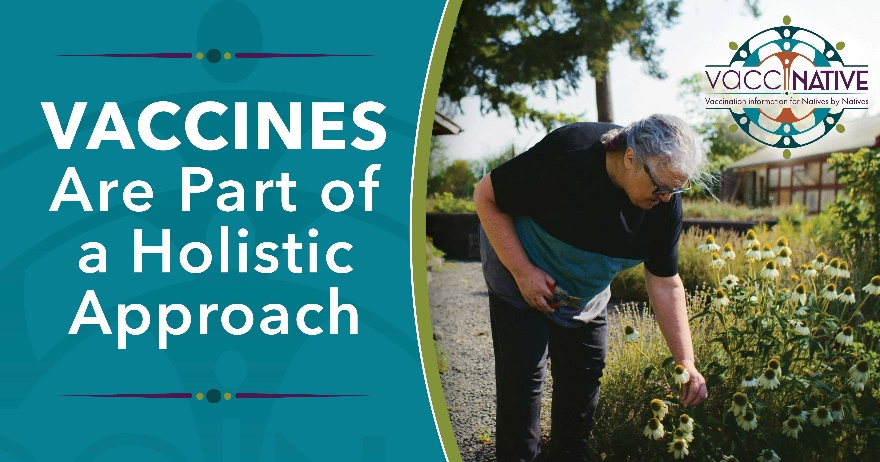 VACCINES
Are Part of
a Holistic
Approach
VACCINATIVE
Vaccination information for Natives by Natives